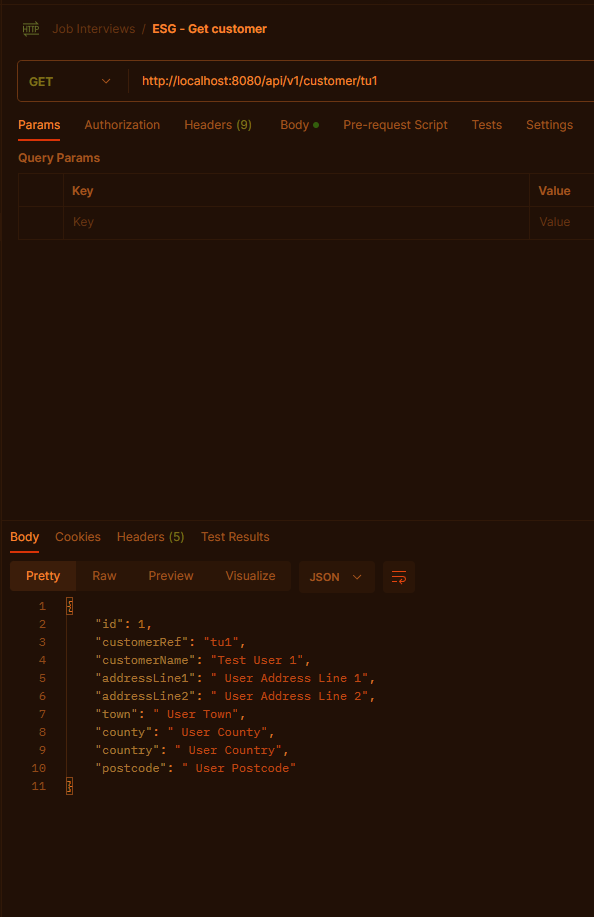 HTTP Job Interviews / ESG - Get customer
GET http://localhost:8080/api/v1/customer/tu1
Params Authorization Headers (9) Body Pre-request Script Tests Settings
Query Params
Key Value
Key Value
Body Cookies Headers (5) Test Results
Pretty Raw Preview Visualize JSON
1 {
2 "id": 1,
3 "customerRef": "tu1",
4 "customerName": "Test User 1",
5 "addressLine1": " User Address Line 1",
6 "addressLine2": " User Address Line 2",
7 "town": " User Town",
8 "county": " User County",
9 "country": " User Country",
10 "postcode": " User Postcode"
11 }